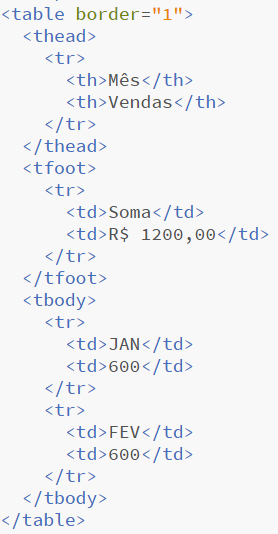 <table border="1">
  <thead>
    <tr>
      <th>Mês</th>
      <th>Vendas</th>
    </tr>
  </thead>
  <tfoot>
    <tr>
      <td>Soma</td>
      <td>R$ 1200,00</td>
    </tr>
  </tfoot>
  <tbody>
    <tr>
      <td>JAN</td>
      <td>600</td>
    </tr>
    <tr>
      <td>FEV</td>
      <td>600</td>
    </tr>
  </tbody>
</table>